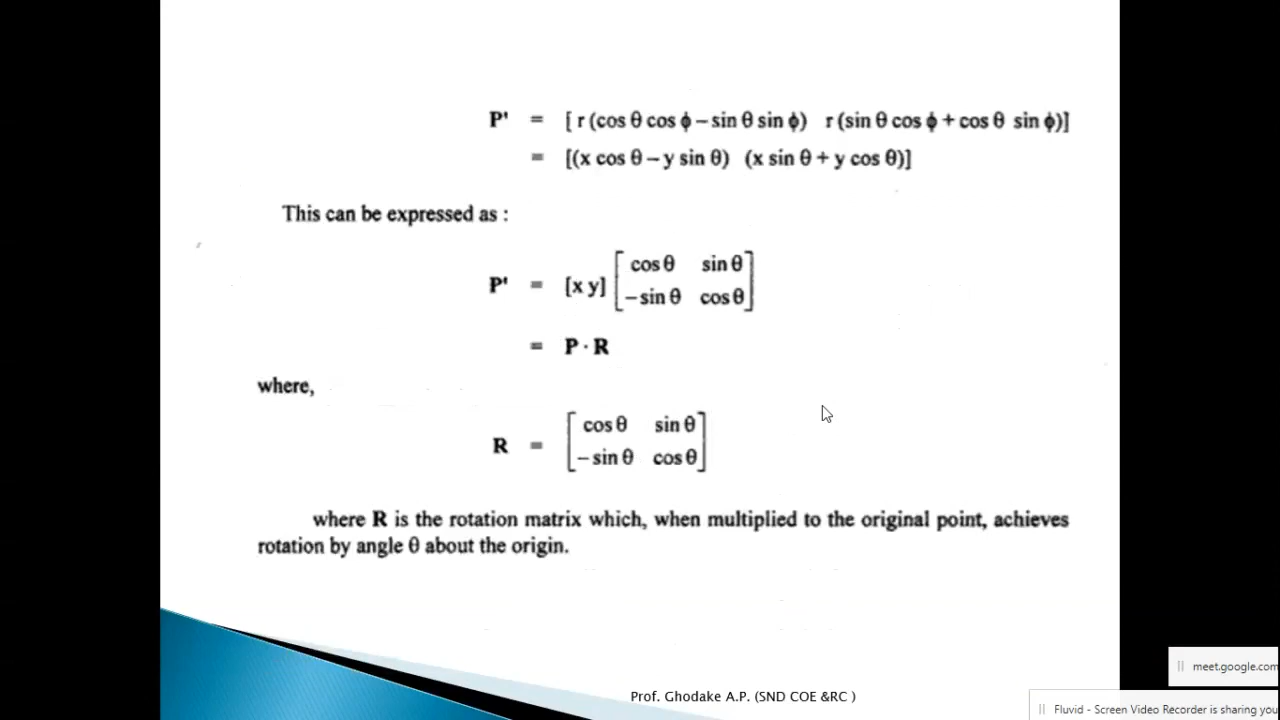 P' = [ r (cos θ cos ϕ – sin θ sin ϕ) r (sin θ cos ϕ + cos θ sin ϕ)]
= [(x cos θ – y sin θ) (x sin θ + y cos θ)]
This can be expressed as :
P' = [x y] [cos θ sin θ
– sin θ cos θ]
= P · R
where,
R = [cos θ sin θ
– sin θ cos θ]
where R is the rotation matrix which, when multiplied to the original point, achieves
rotation by angle θ about the origin.
Prof. Ghodake A.P. (SND COE &RC )
meet.google.com
Fluvid - Screen Video Recorder is sharing you